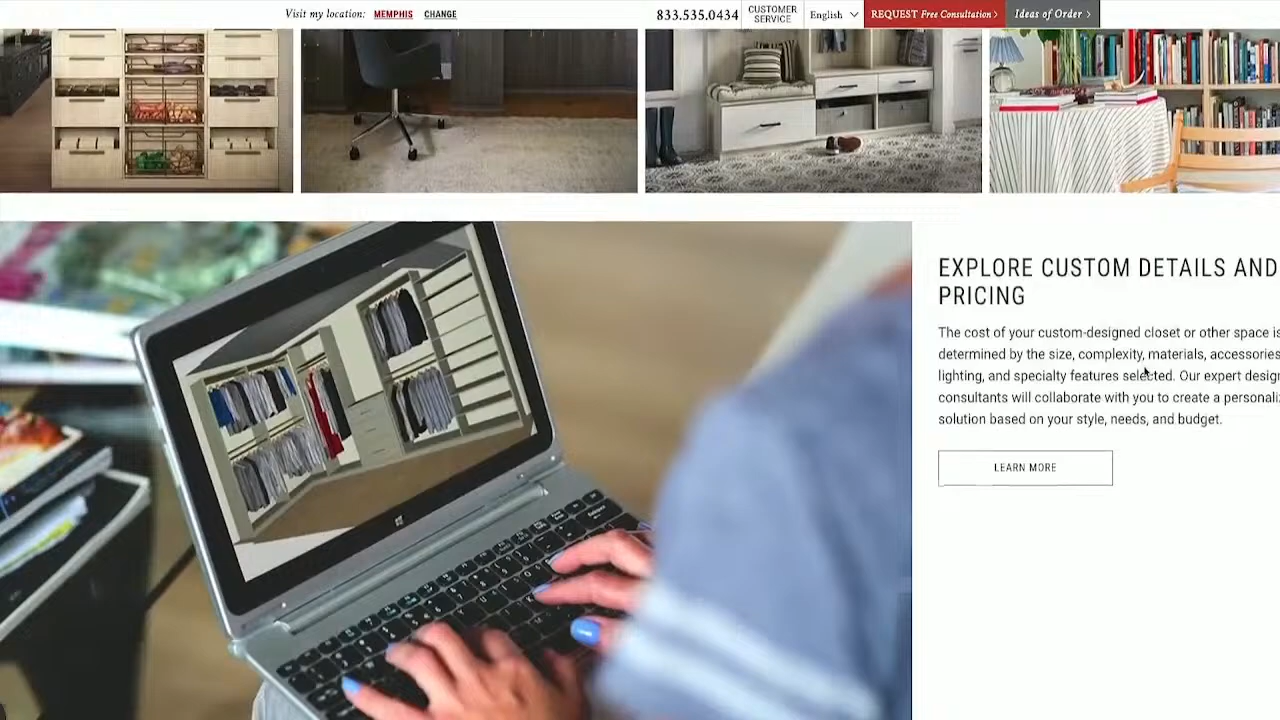 Visit my location: MEMPHIS CHANGE 833.535.0434 CUSTOMER SERVICE English REQUEST Free Consultation > Ideas of Order >
EXPLORE CUSTOM DETAILS AND
PRICING
The cost of your custom-designed closet or other space is
determined by the size, complexity, materials, accessories
lighting, and specialty features selected. Our expert design
consultants will collaborate with you to create a personali
solution based on your style, needs, and budget.
LEARN MORE